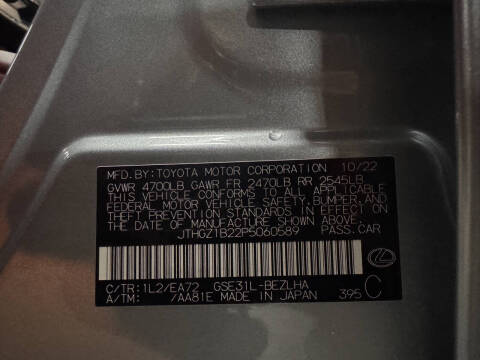 MFD. BY: TOYOTA MOTOR CORPORATION 10/22
GVWR 4700LB GAWR FR 2470LB RR 2545LB
THIS VEHICLE CONFORMS TO ALL APPLICABLE
FEDERAL MOTOR VEHICLE SAFETY, BUMPER, AND
THEFT PREVENTION STANDARDS IN EFFECT ON
THE DATE OF MANUFACTURE SHOWN ABOVE.
JTHGZ1B22P5060589 PASS.CAR
C/TR: 1L2/EA72 GSE31L-BEZLHA
A/TM: /AA81E MADE IN JAPAN 395 C